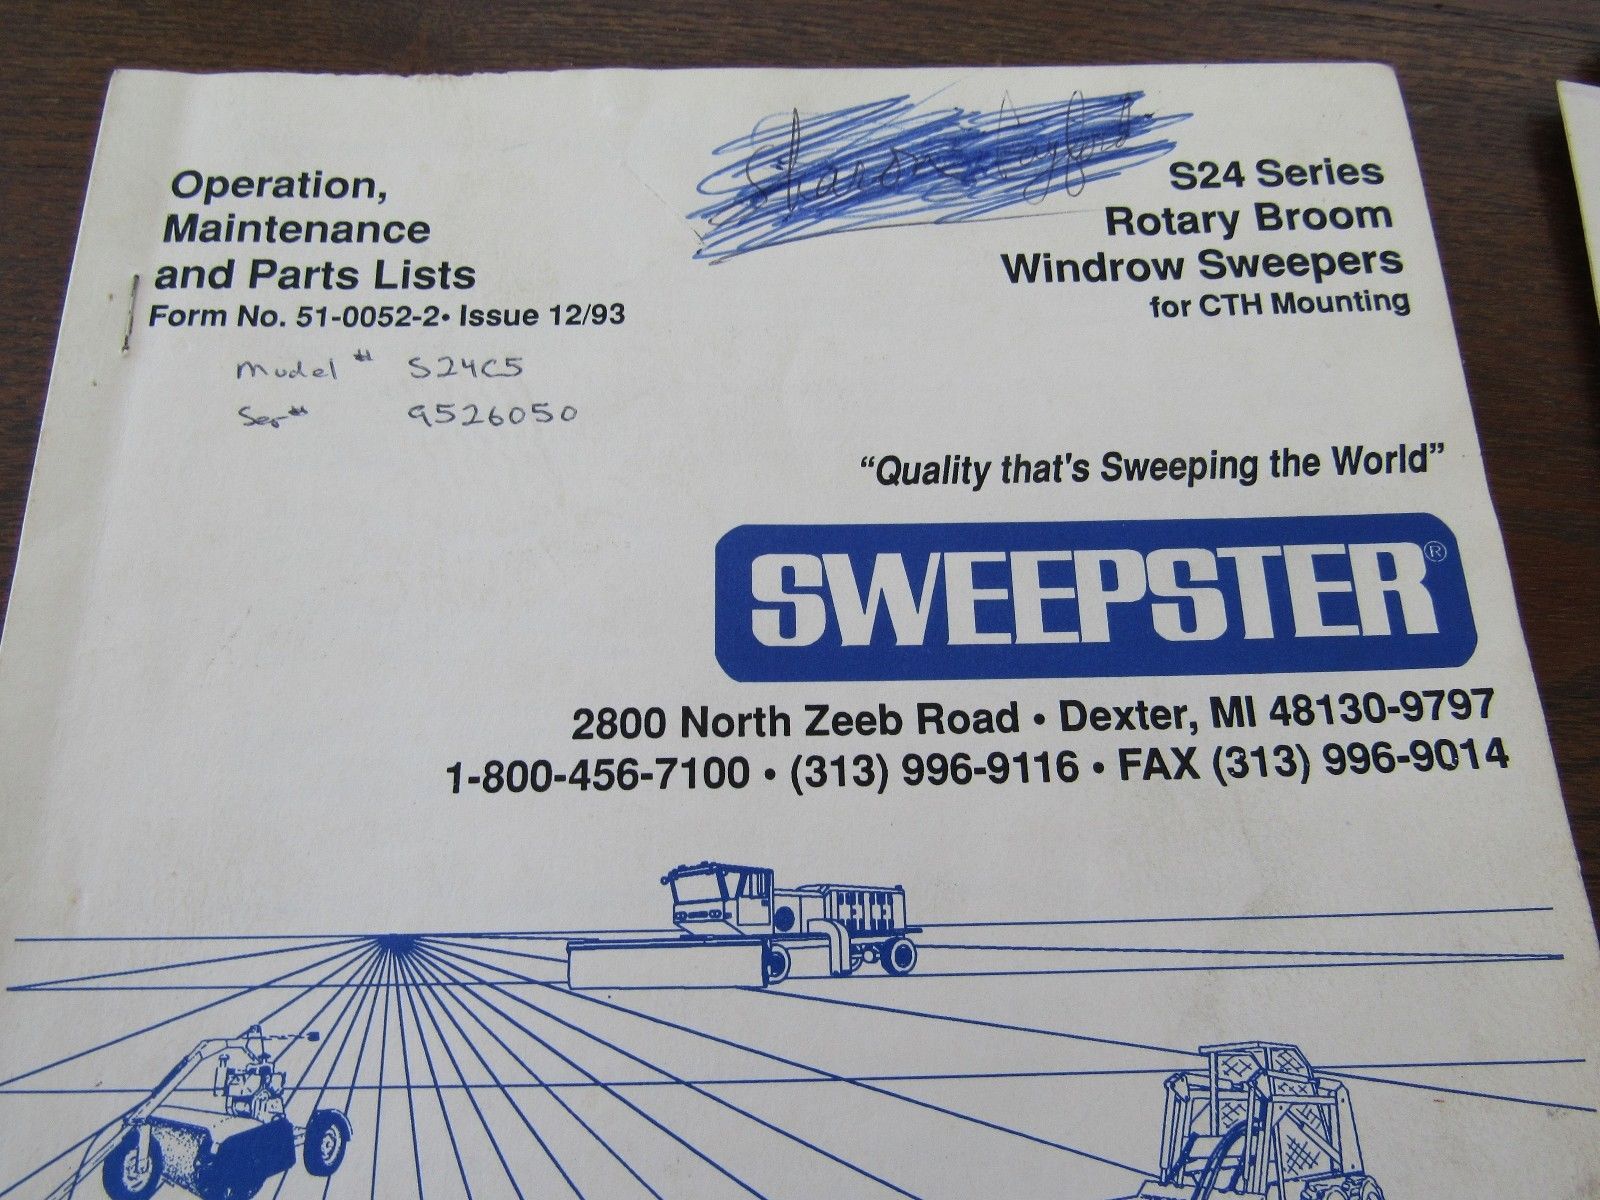 Operation,
Maintenance
and Parts Lists
Form No. 51-0052-2• Issue 12/93
Model # S24C5
Ser# 9526050
Sharon
S24 Series
Rotary Broom
Windrow Sweepers
for CTH Mounting
“Quality that's Sweeping the World”
SWEEPSTER®
2800 North Zeeb Road • Dexter, MI 48130-9797
1-800-456-7100 • (313) 996-9116 • FAX (313) 996-9014